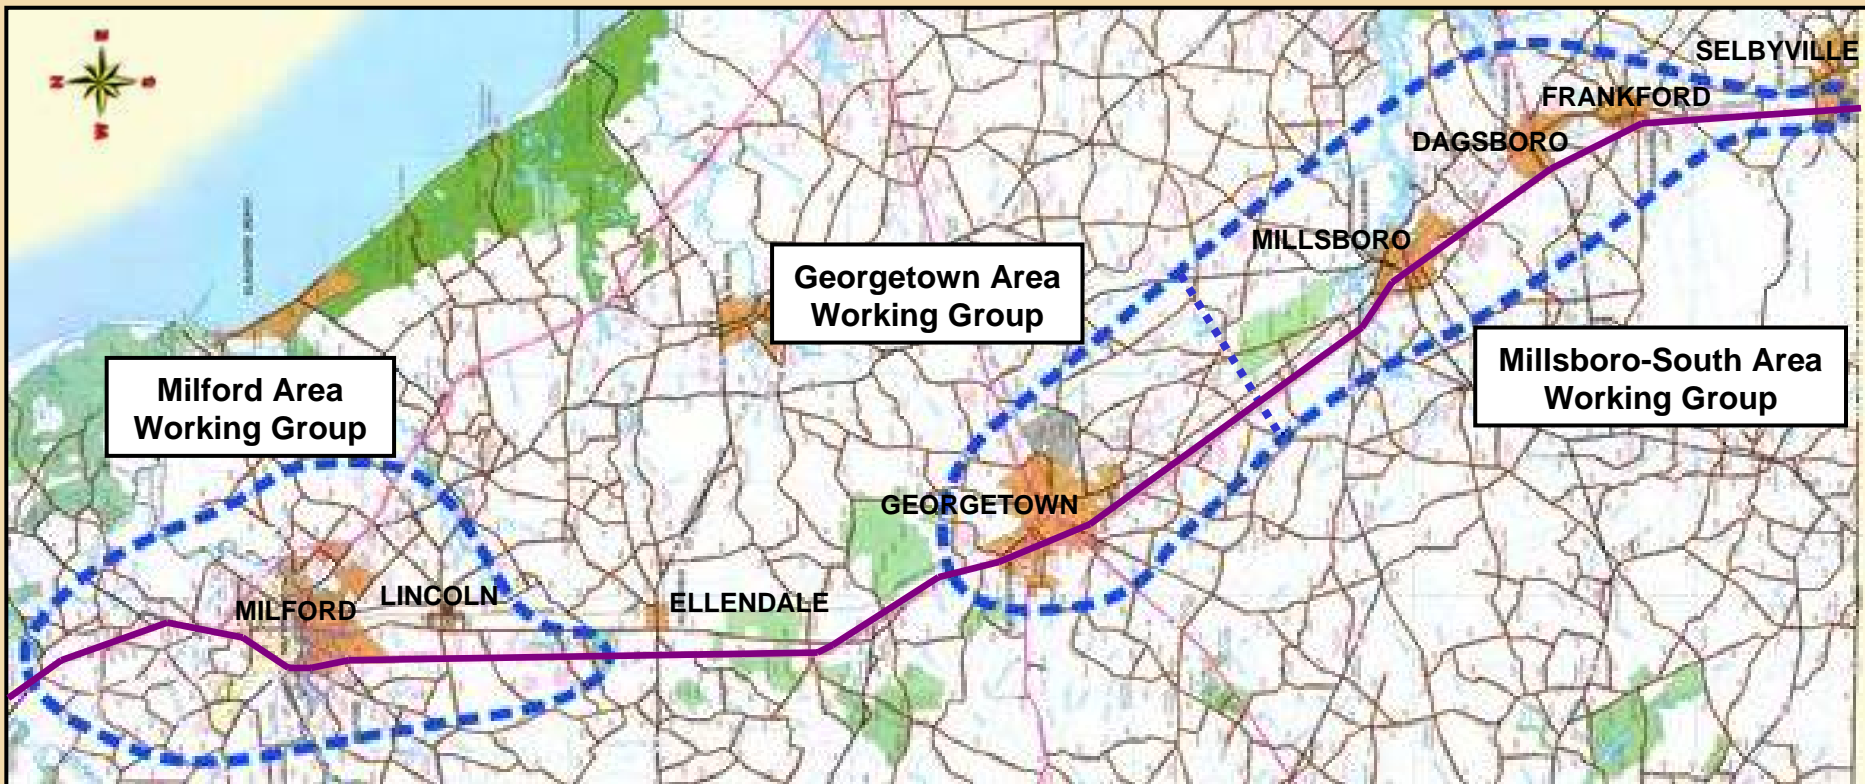 E
N
S
W
SELBYVILLE
FRANKFORD
DAGSBORO
MILLSBORO
Georgetown Area
Working Group
Millsboro-South Area
Working Group
Milford Area
Working Group
GEORGETOWN
MILFORD
LINCOLN
ELLENDALE